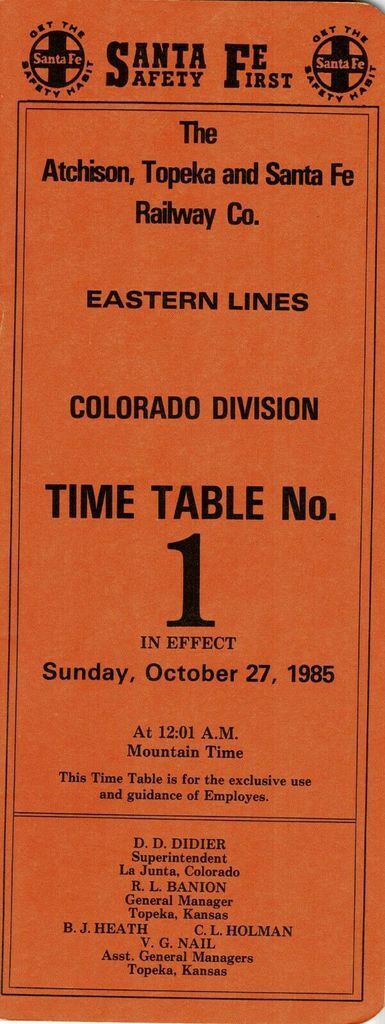 GET THE
Santa Fe
SAFETY HABIT
SANTA FE
SAFETY FIRST
GET THE
Santa Fe
SAFETY HABIT
The
Atchison, Topeka and Santa Fe
Railway Co.
EASTERN LINES
COLORADO DIVISION
TIME TABLE No.
1
IN EFFECT
Sunday, October 27, 1985
At 12:01 A.M.
Mountain Time
This Time Table is for the exclusive use
and guidance of Employes.
D. D. DIDIER
Superintendent
La Junta, Colorado
R. L. BANION
General Manager
Topeka, Kansas
B. J. HEATH C. L. HOLMAN
V. G. NAIL
Asst. General Managers
Topeka, Kansas